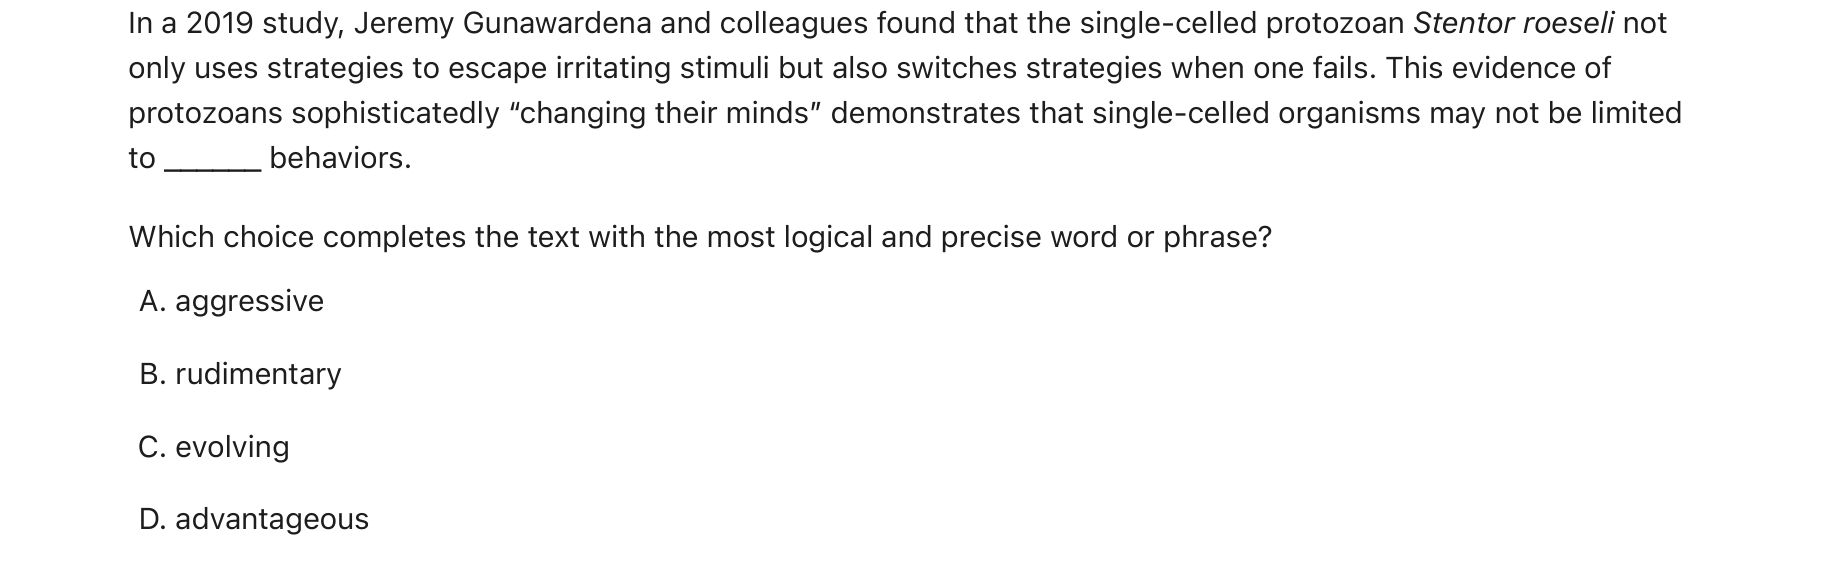 In a 2019 study, Jeremy Gunawardena and colleagues found that the single-celled protozoan Stentor roeseli not
only uses strategies to escape irritating stimuli but also switches strategies when one fails. This evidence of
protozoans sophisticatedly “changing their minds” demonstrates that single-celled organisms may not be limited
to ______ behaviors.
Which choice completes the text with the most logical and precise word or phrase?
A. aggressive
B. rudimentary
C. evolving
D. advantageous